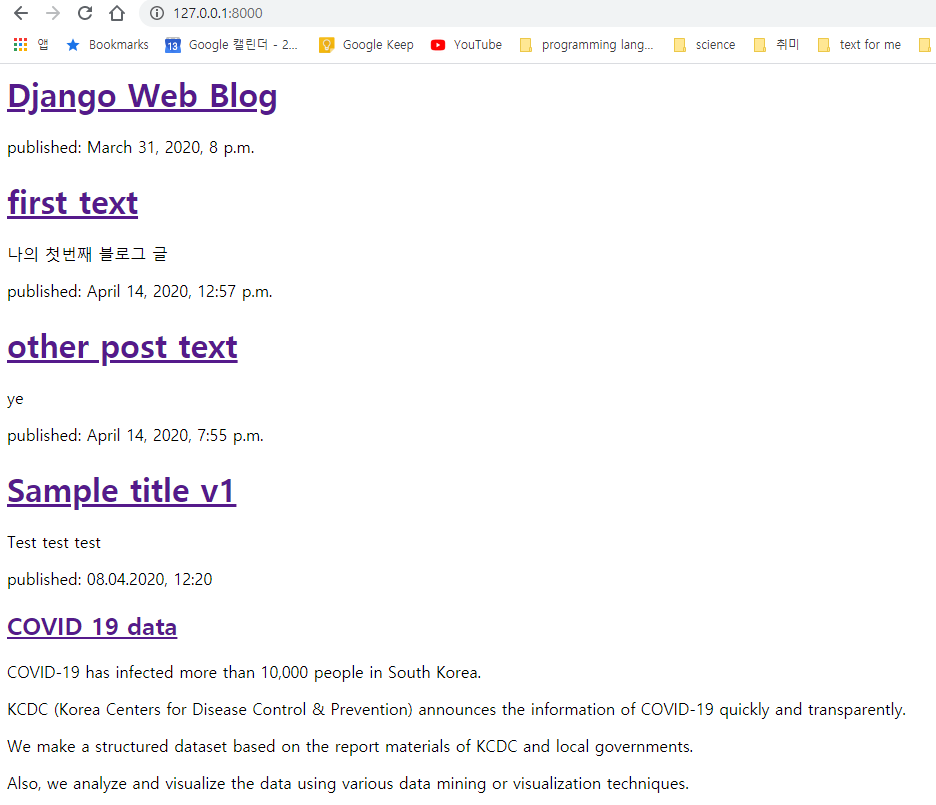 127.0.0.1:8000
앱 Bookmarks 13 Google 캘린더 - 2... Google Keep YouTube programming lang... science 취미 text for me
Django Web Blog
published: March 31, 2020, 8 p.m.
first text
나의 첫번째 블로그 글
published: April 14, 2020, 12:57 p.m.
other post text
ye
published: April 14, 2020, 7:55 p.m.
Sample title v1
Test test test
published: 08.04.2020, 12:20
COVID 19 data
COVID-19 has infected more than 10,000 people in South Korea.
KCDC (Korea Centers for Disease Control & Prevention) announces the information of COVID-19 quickly and transparently.
We make a structured dataset based on the report materials of KCDC and local governments.
Also, we analyze and visualize the data using various data mining or visualization techniques.